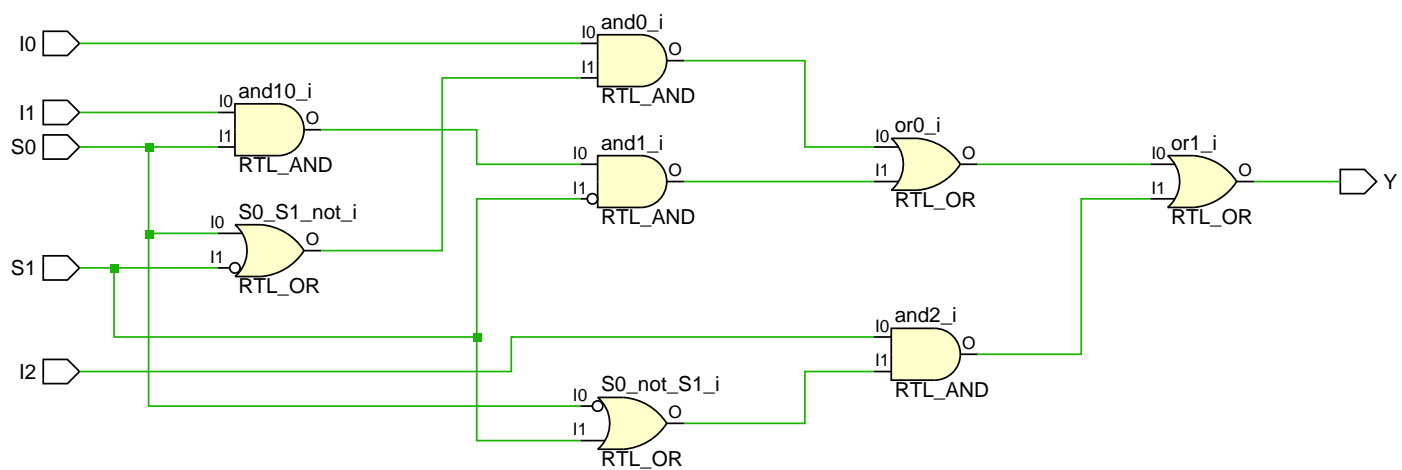 and0_i
I0
I0
O
I1
RTL_AND
and10_i
I1
I0
O
S0
I1
RTL_AND
and1_i
I0
O
I1
RTL_AND
or0_i
I0
O
I1
RTL_OR
or1_i
I0
O
I1
Y
RTL_OR
S0_S1_not_i
I0
O
S1
I1
RTL_OR
and2_i
I0
O
I1
RTL_AND
I2
S0_not_S1_i
I0
O
I1
RTL_OR